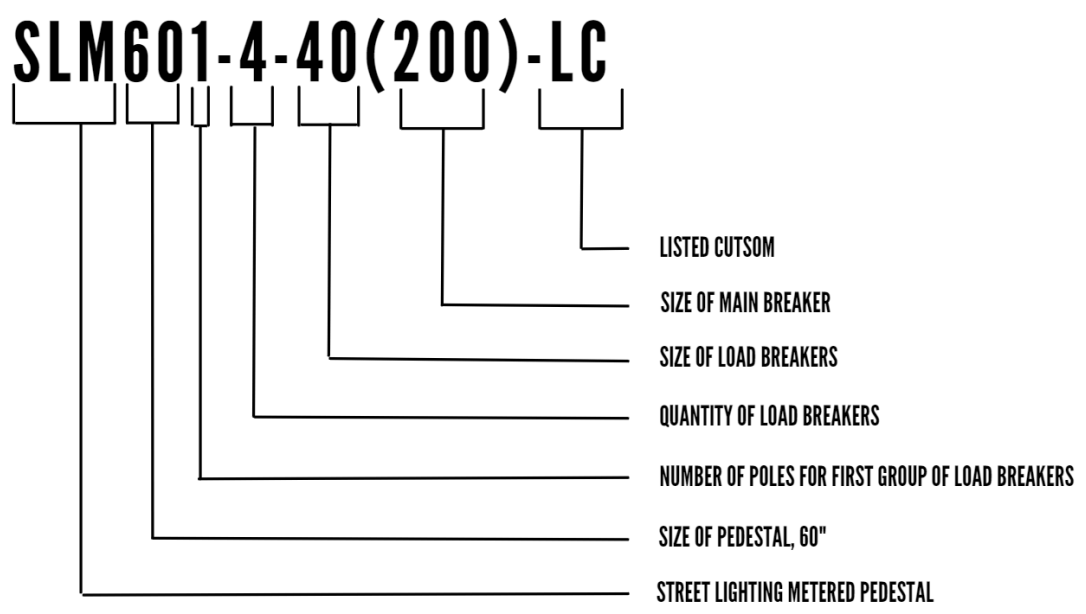 SLM601-4-40(200)-LC
LISTED CUTSOM
SIZE OF MAIN BREAKER
SIZE OF LOAD BREAKERS
QUANTITY OF LOAD BREAKERS
NUMBER OF POLES FOR FIRST GROUP OF LOAD BREAKERS
SIZE OF PEDESTAL, 60"
STREET LIGHTING METERED PEDESTAL